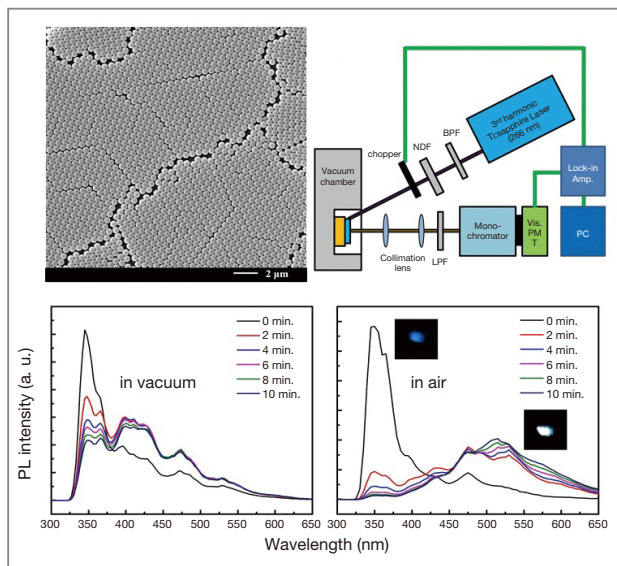 2 μm
3rd harmonic
Ti:sapphire Laser
(266 nm)
BPF
NDF
chopper
Vacuum
chamber
Lock-in
Amp.
Mono-
chromator
Vis.
PM
T
PC
Collimation
lens
LPF
PL intensity (a. u.)
in vacuum
0 min.
2 min.
4 min.
6 min.
8 min.
10 min.
300 350 400 450 500 550 600 650
in air
0 min.
2 min.
4 min.
6 min.
8 min.
10 min.
300 350 400 450 500 550 600 650
Wavelength (nm)